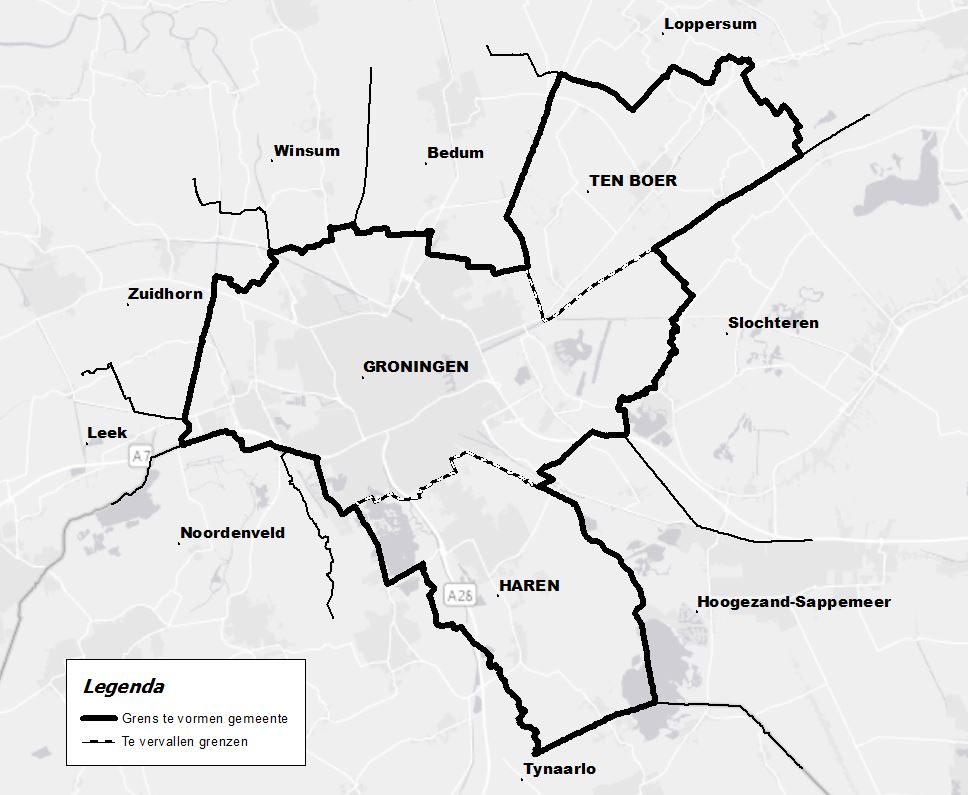 Loppersum
Winsum
Bedum
TEN BOER
Zuidhorn
Slochteren
GRONINGEN
Leek
A7
Noordenveld
HAREN
A28
Hoogezand-Sappemeer
Legenda
Grens te vormen gemeente
Te vervallen grenzen
Tynaarlo